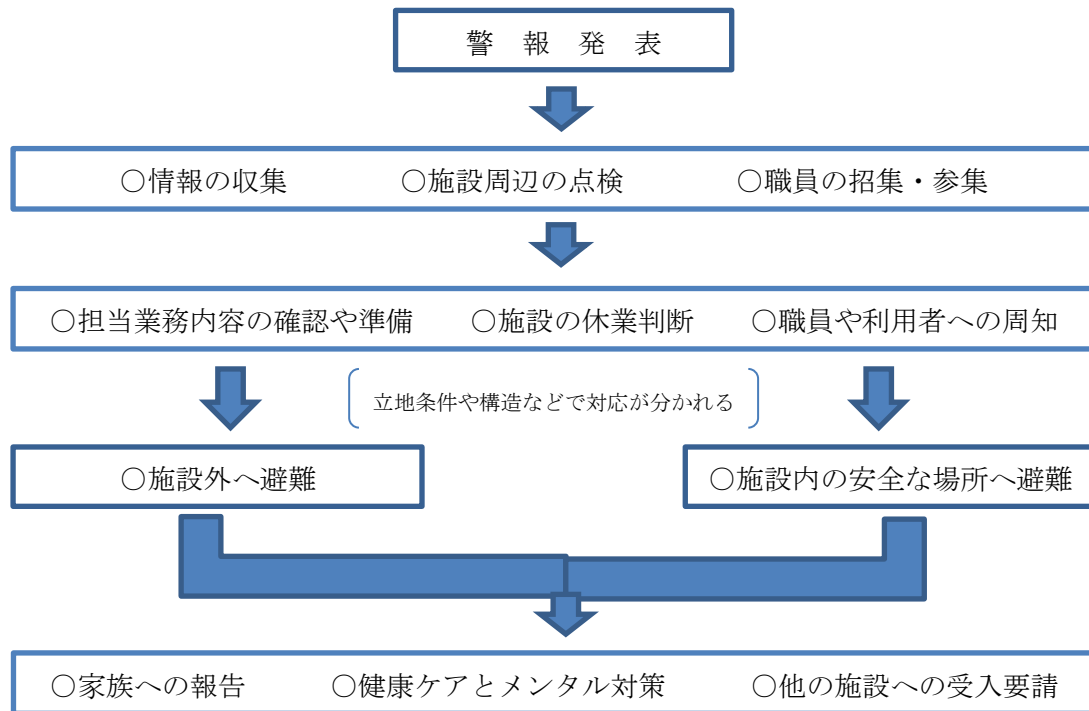 警　報　発　表
○情報の収集　○施設周辺の点検　○職員の招集・参集
○担当業務内容の確認や準備　○施設の休業判断　○職員や利用者への周知
立地条件や構造などで対応が分かれる
○施設外へ避難　○施設内の安全な場所へ避難
○家族への報告　○健康ケアとメンタル対策　○他の施設への受入要請